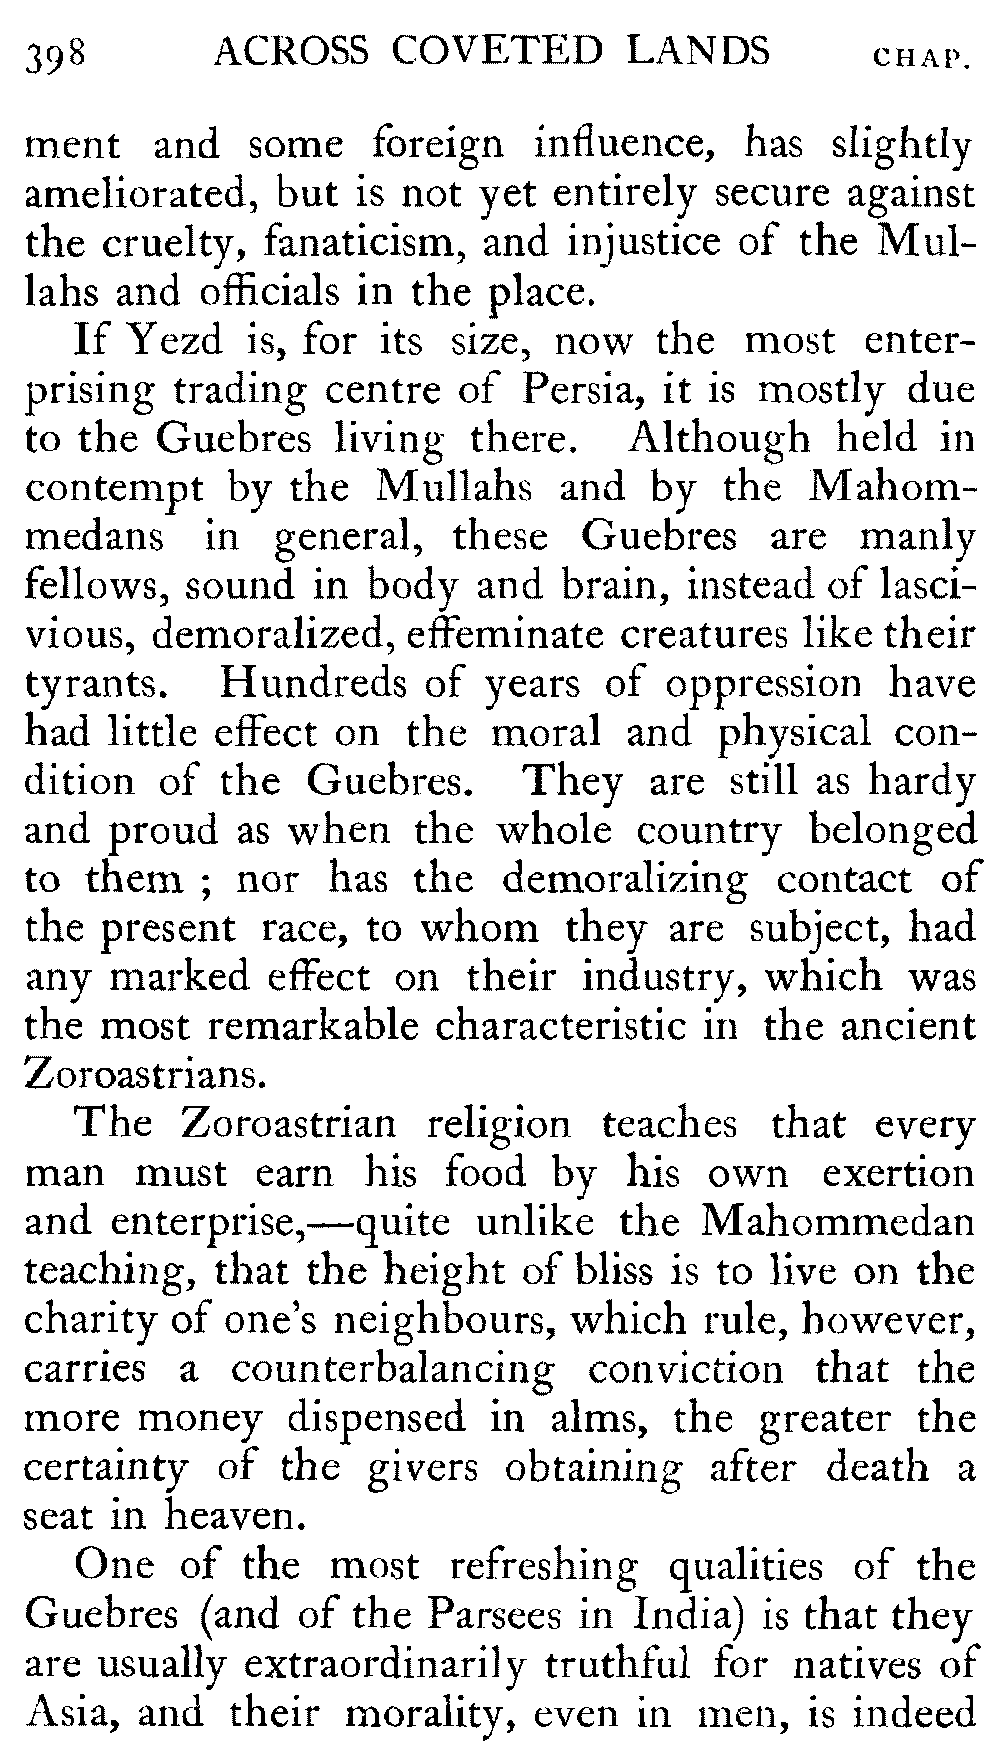 398 ACROSS COVETED LANDS CHAP.
ment and some foreign influence, has slightly
ameliorated, but is not yet entirely secure against
the cruelty, fanaticism, and injustice of the Mul-
lahs and officials in the place.
If Yezd is, for its size, now the most enter-
prising trading centre of Persia, it is mostly due
to the Guebres living there. Although held in
contempt by the Mullahs and by the Mahom-
medans in general, these Guebres are manly
fellows, sound in body and brain, instead of lasci-
vious, demoralized, effeminate creatures like their
tyrants. Hundreds of years of oppression have
had little effect on the moral and physical con-
dition of the Guebres. They are still as hardy
and proud as when the whole country belonged
to them ; nor has the demoralizing contact of
the present race, to whom they are subject, had
any marked effect on their industry, which was
the most remarkable characteristic in the ancient
Zoroastrians.
The Zoroastrian religion teaches that every
man must earn his food by his own exertion
and enterprise,—quite unlike the Mahommedan
teaching, that the height of bliss is to live on the
charity of one's neighbours, which rule, however,
carries a counterbalancing conviction that the
more money dispensed in alms, the greater the
certainty of the givers obtaining after death a
seat in heaven.
One of the most refreshing qualities of the
Guebres (and of the Parsees in India) is that they
are usually extraordinarily truthful for natives of
Asia, and their morality, even in men, is indeed